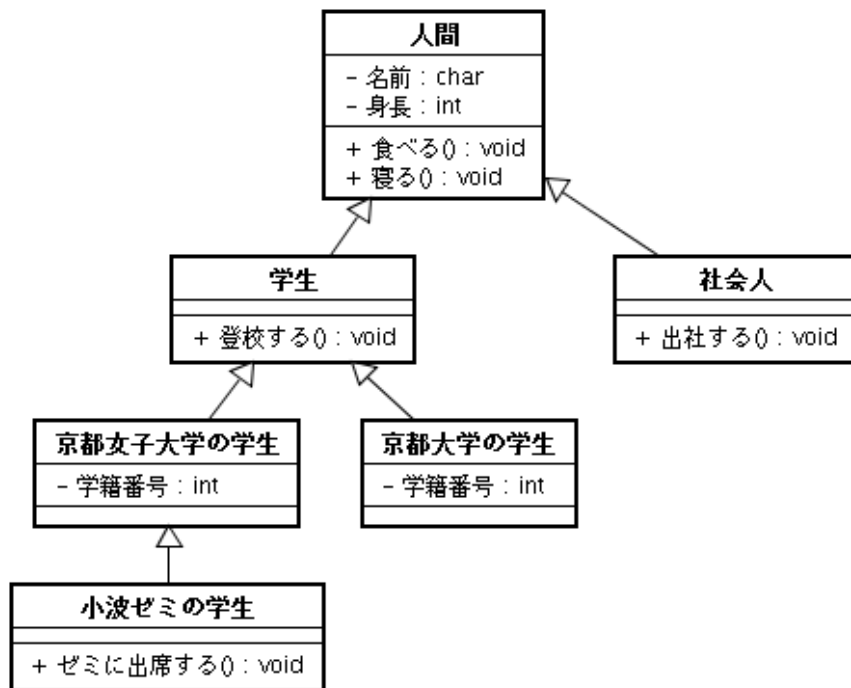 人間
- 名前 : char
- 身長 : int
+ 食べる() : void
+ 寝る() : void
学生
+ 登校する() : void
社会人
+ 出社する() : void
京都女子大学の学生
- 学籍番号 : int
京都大学の学生
- 学籍番号 : int
小波ゼミの学生
+ ゼミに出席する() : void